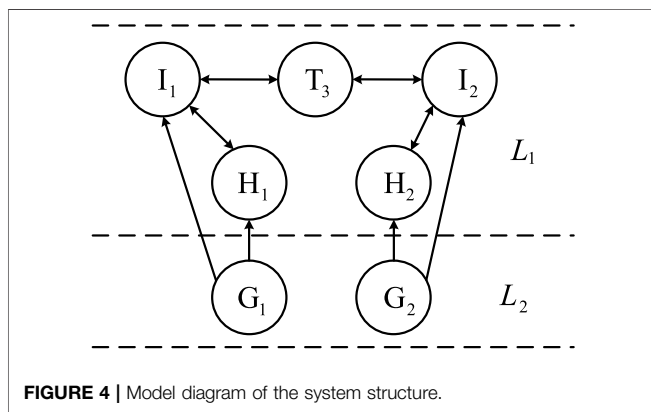 I₁ T₃ I₂
L₁
H₁ H₂
G₁ G₂ L₂
FIGURE 4 | Model diagram of the system structure.